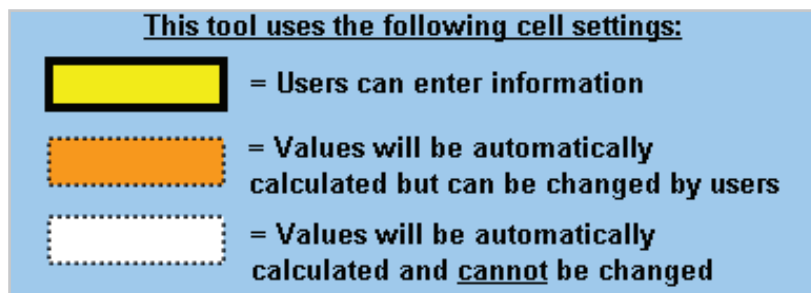 This tool uses the following cell settings:
= Users can enter information
= Values will be automatically
calculated but can be changed by users
= Values will be automatically
calculated and cannot be changed